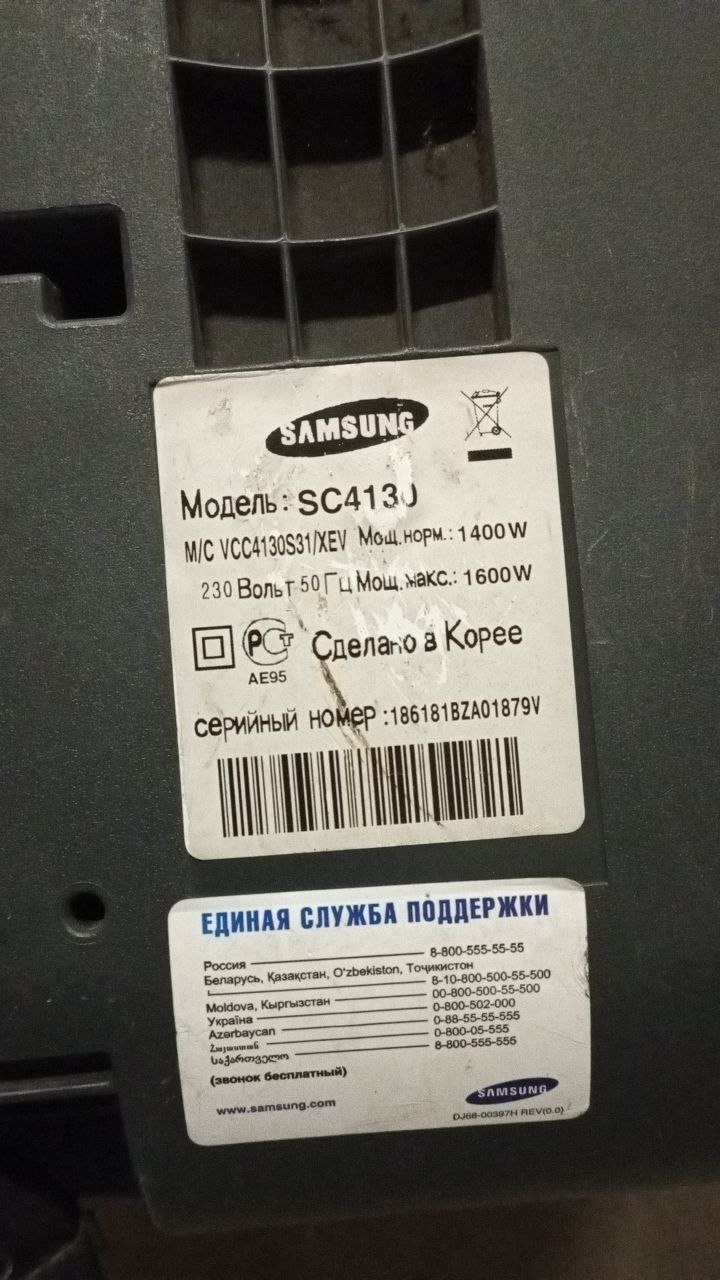 SAMSUNG
Модель: SC4130
M/C VCC4130S31/XEV Мощ.норм.: 1400W
230 Вольт 50 Гц Мощ.макс.: 1600W
РСТ Сделано в Корее
AE95
серийный номер :186181BZA01879V
ЕДИНАЯ СЛУЖБА ПОДДЕРЖКИ
Россия 8-800-555-55-55
Беларусь, Қазақстан, O'zbekiston, Тоҷикистон
8-10-800-500-55-500
Moldova, Кыргызстан 00-800-500-55-500
Україна 0-800-502-000
Azərbaycan 0-88-55-55-555
Հայաստան 0-800-05-555
საქართველო 8-800-555-555
(звонок бесплатный)
www.samsung.com
SAMSUNG
DJ68-00397H REV(0.0)